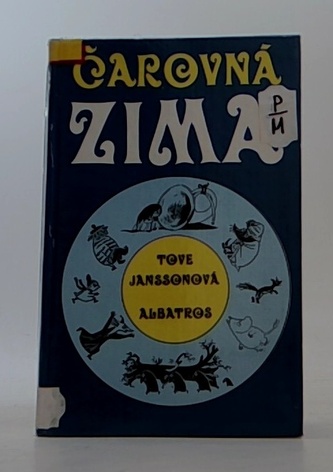 ČAROVNÁ
ZIMA
P
M
TOVE
JANSSONOVÁ
ALBATROS